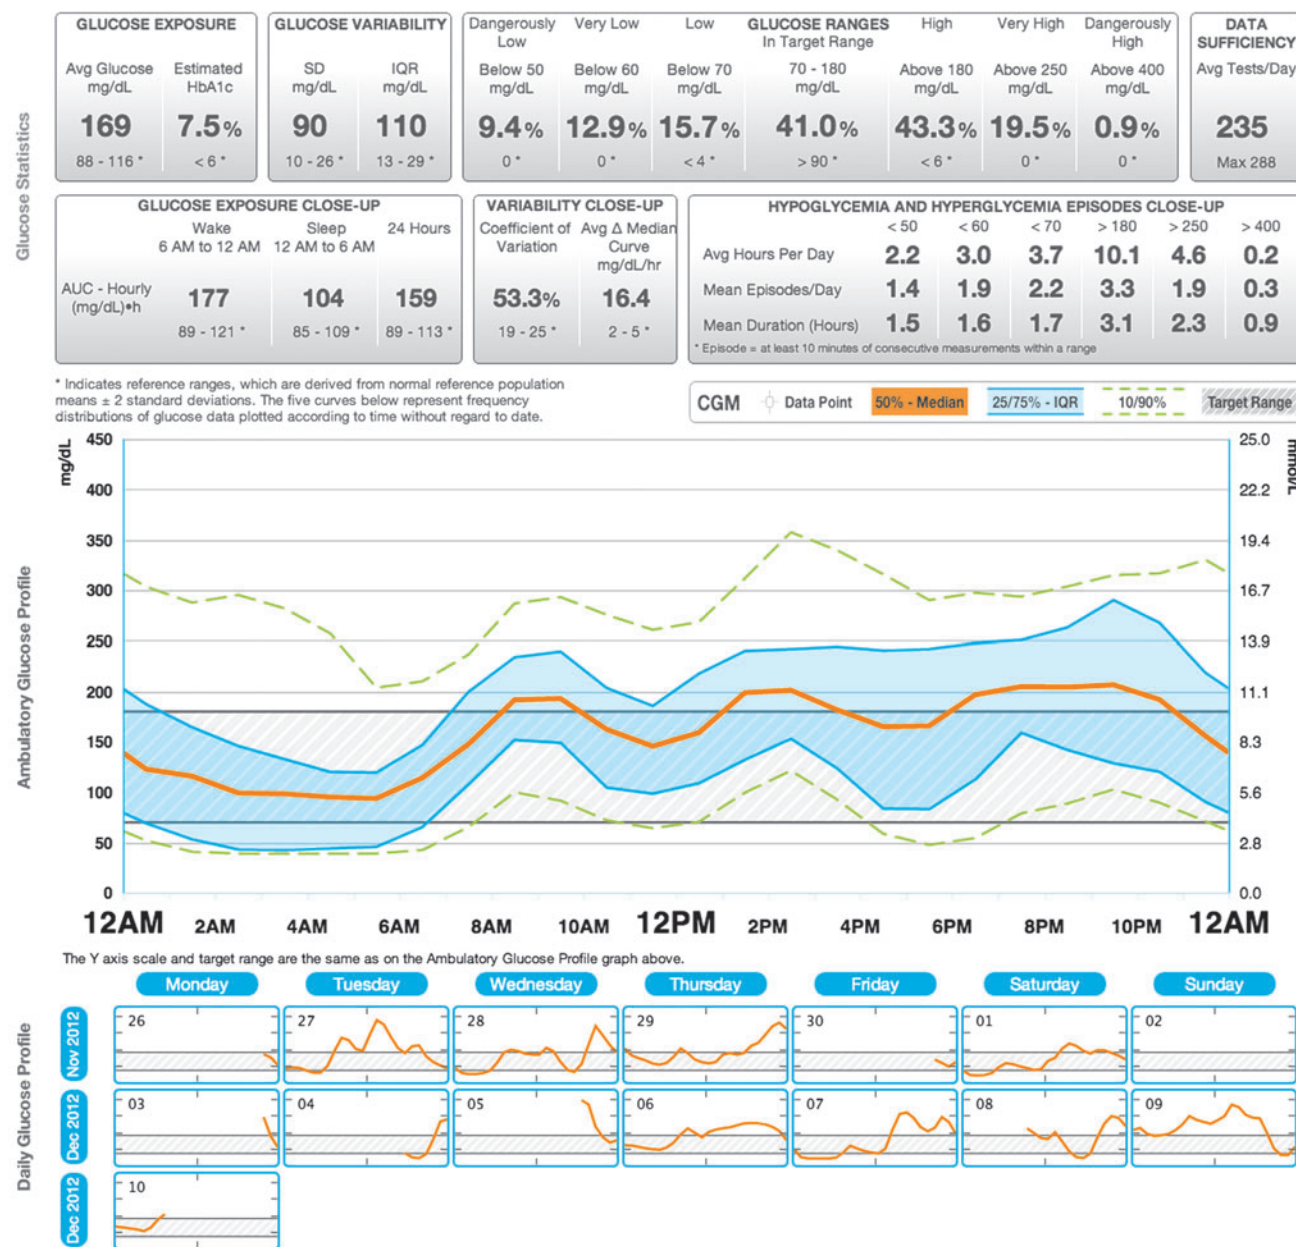 Glucose Statistics
GLUCOSE EXPOSURE
Avg Glucose mg/dL
Estimated HbA1c
169 7.5%
88 - 116 * < 6 *
GLUCOSE VARIABILITY
SD mg/dL
IQR mg/dL
90 110
10 - 26 * 13 - 29 *
GLUCOSE RANGES
Dangerously Low
Very Low
Low
In Target Range
High
Very High
Dangerously High
Below 50 mg/dL
Below 60 mg/dL
Below 70 mg/dL
70 - 180 mg/dL
Above 180 mg/dL
Above 250 mg/dL
Above 400 mg/dL
9.4% 12.9% 15.7% 41.0% 43.3% 19.5% 0.9%
0 * 0 * < 4 * > 90 * < 6 * 0 * 0 *
DATA SUFFICIENCY
Avg Tests/Day
235
Max 288
GLUCOSE EXPOSURE CLOSE-UP
Wake 6 AM to 12 AM
Sleep 12 AM to 6 AM
24 Hours
AUC - Hourly (mg/dL)•h
177 104 159
89 - 121 * 85 - 109 * 89 - 113 *
VARIABILITY CLOSE-UP
Coefficient of Variation
Avg Δ Median Curve mg/dL/hr
53.3% 16.4
19 - 25 * 2 - 5 *
HYPOGLYCEMIA AND HYPERGLYCEMIA EPISODES CLOSE-UP
< 50 < 60 < 70 > 180 > 250 > 400
Avg Hours Per Day 2.2 3.0 3.7 10.1 4.6 0.2
Mean Episodes/Day 1.4 1.9 2.2 3.3 1.9 0.3
Mean Duration (Hours) 1.5 1.6 1.7 3.1 2.3 0.9
* Episode = at least 10 minutes of consecutive measurements within a range
* Indicates reference ranges, which are derived from normal reference population
means ± 2 standard deviations. The five curves below represent frequency
distributions of glucose data plotted according to time without regard to date.
CGM Data Point 50% - Median 25/75% - IQR 10/90% Target Range
Ambulatory Glucose Profile
mg/dL
450
400
350
300
250
200
150
100
50
0
mmol/L
25.0
22.2
19.4
16.7
13.9
11.1
8.3
5.6
2.8
0.0
12AM 2AM 4AM 6AM 8AM 10AM 12PM 2PM 4PM 6PM 8PM 10PM 12AM
The Y axis scale and target range are the same as on the Ambulatory Glucose Profile graph above.
Daily Glucose Profile
Monday Tuesday Wednesday Thursday Friday Saturday Sunday
Nov 2012
26 27 28 29 30 01 02
Dec 2012
03 04 05 06 07 08 09
Dec 2012
10